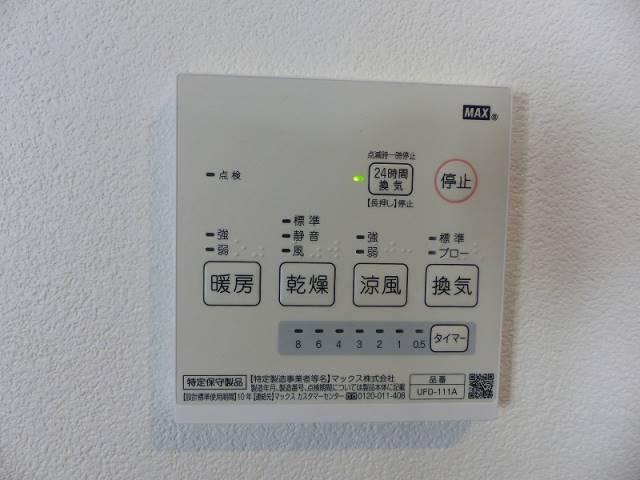 MAX®
点滅時一時停止
点検
24時間
換気
停止
【長押し】停止
強
弱
標準
静音
風
強
弱
標準
ブロー
暖房
乾燥
涼風
換気
8 6 4 3 2 1 0.5
タイマー
特定保守製品
【特定製造事業者等名】マックス株式会社
製造年月、製造番号、点検期間については製品本体に記載
【設計標準使用期間】10年【連絡先】マックス カスタマーセンター 0120-011-408
品番
UFD-111A